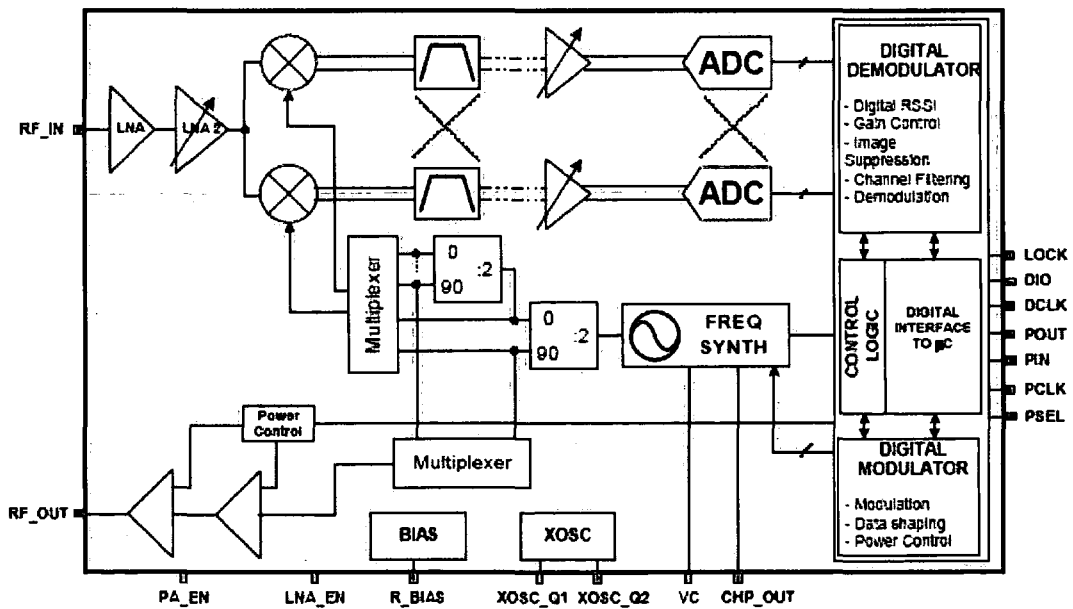 ADC
DIGITAL
DEMODULATOR
- Digital RSSI
- Gain Control
- Image
Suppression
- Channel Filtering
- Demodulation
RF_IN
LNA
LNA 2
ADC
Multiplexer
0
90
:2
0
90
:2
FREQ
SYNTH
CONTROL
LOGIC
DIGITAL
INTERFACE
TO µC
LOCK
DIO
DCLK
POUT
PIN
PCLK
PSEL
Power
Control
Multiplexer
DIGITAL
MODULATOR
- Modulation
- Data shaping
- Power Control
RF_OUT
BIAS
XOSC
PA_EN
LNA_EN
R_BIAS
XOSC_Q1
XOSC_Q2
VC
CHP_OUT